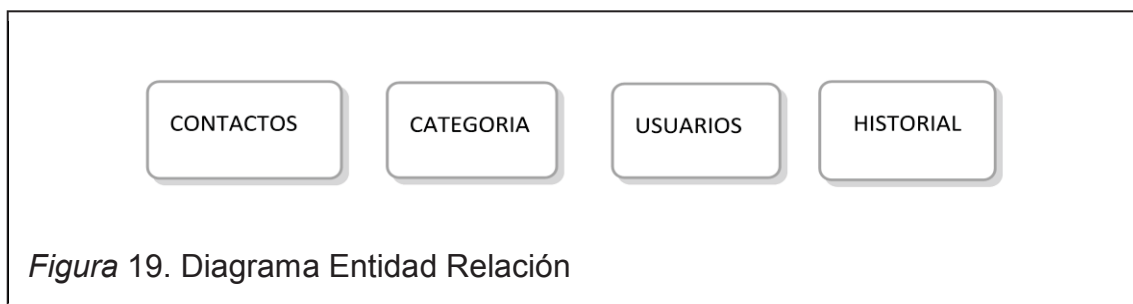 CONTACTOS CATEGORIA USUARIOS HISTORIAL
Figura 19. Diagrama Entidad Relación